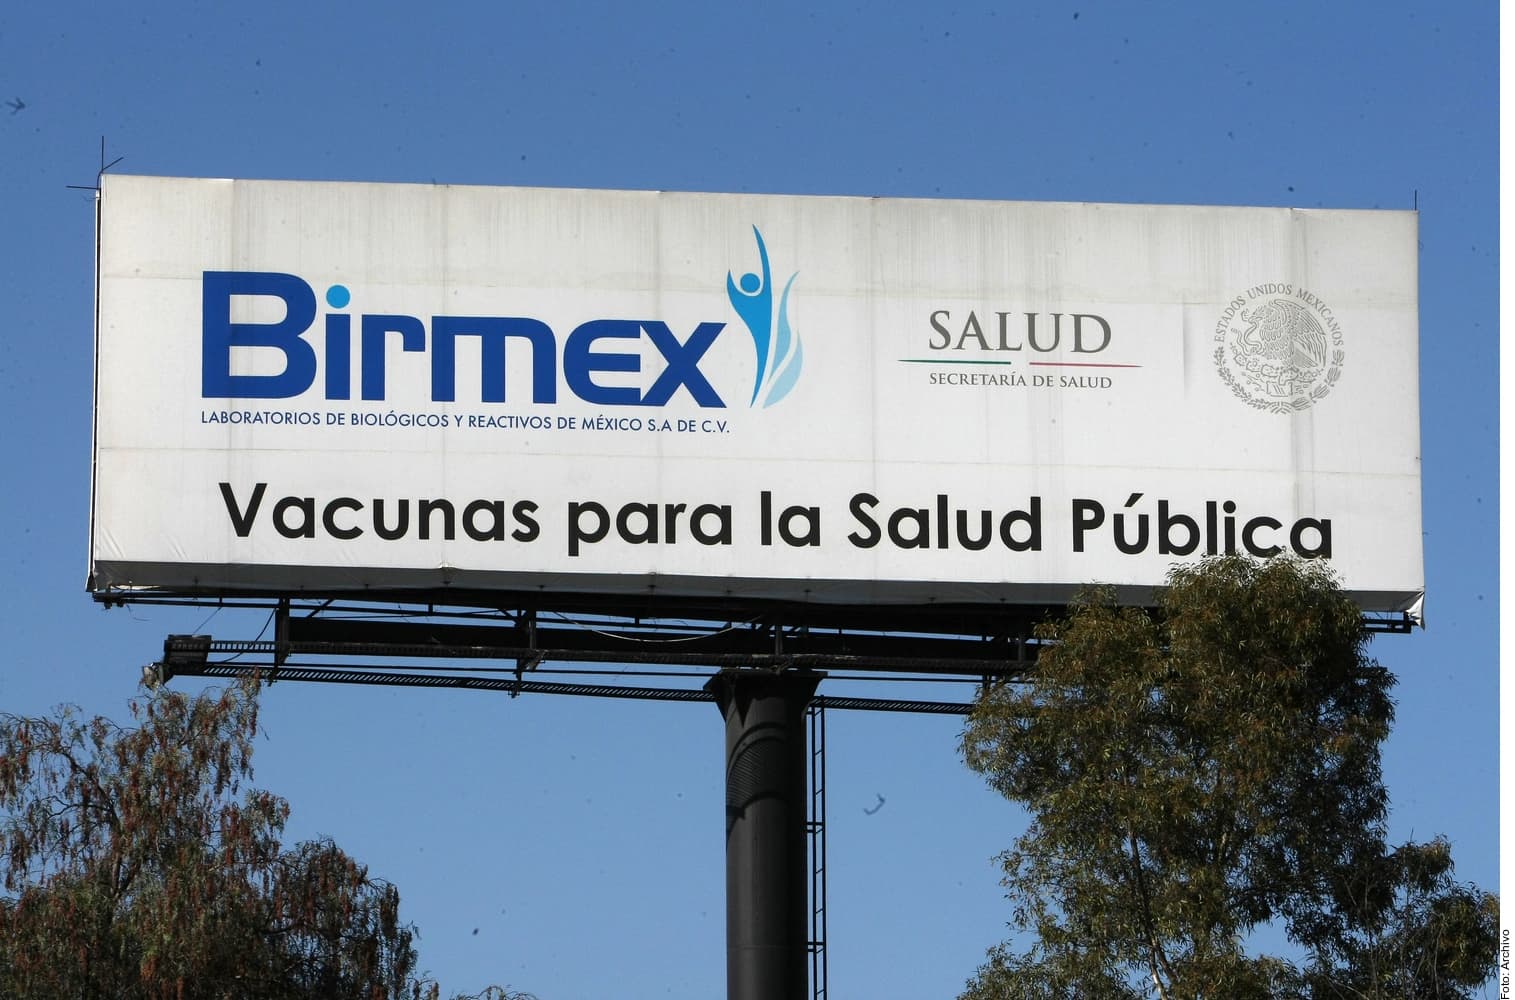 Birmex
LABORATORIOS DE BIOLÓGICOS Y REACTIVOS DE MÉXICO S.A DE C.V.
SALUD
SECRETARÍA DE SALUD
ESTADOS UNIDOS MEXICANOS
Vacunas para la Salud Pública
Foto: Archivo